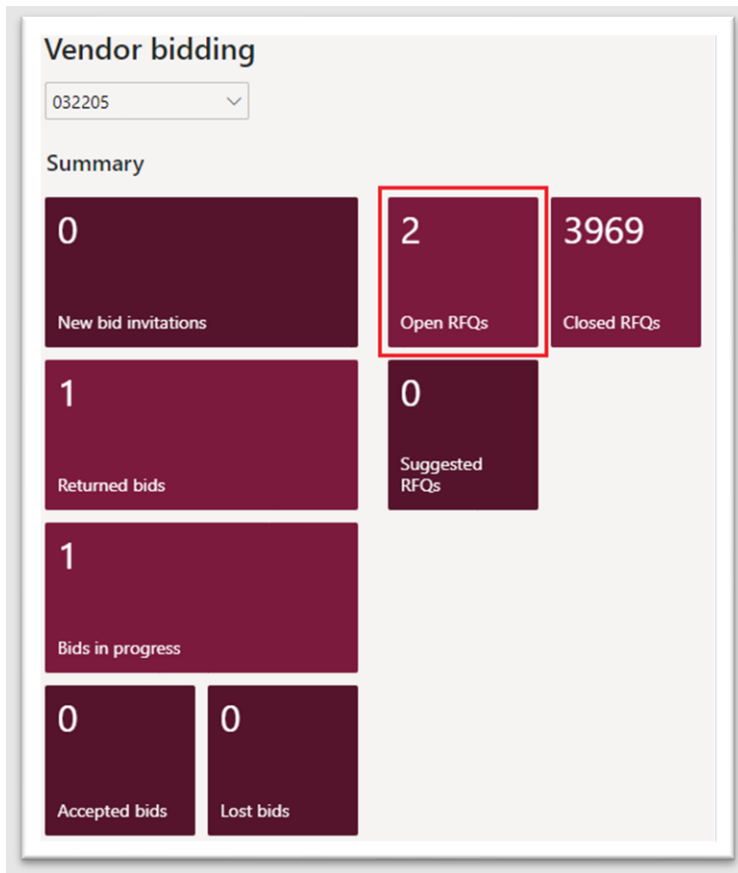 Vendor bidding
032205
Summary
0
New bid invitations
2
Open RFQs
3969
Closed RFQs
1
Returned bids
0
Suggested
RFQs
1
Bids in progress
0
Accepted bids
0
Lost bids